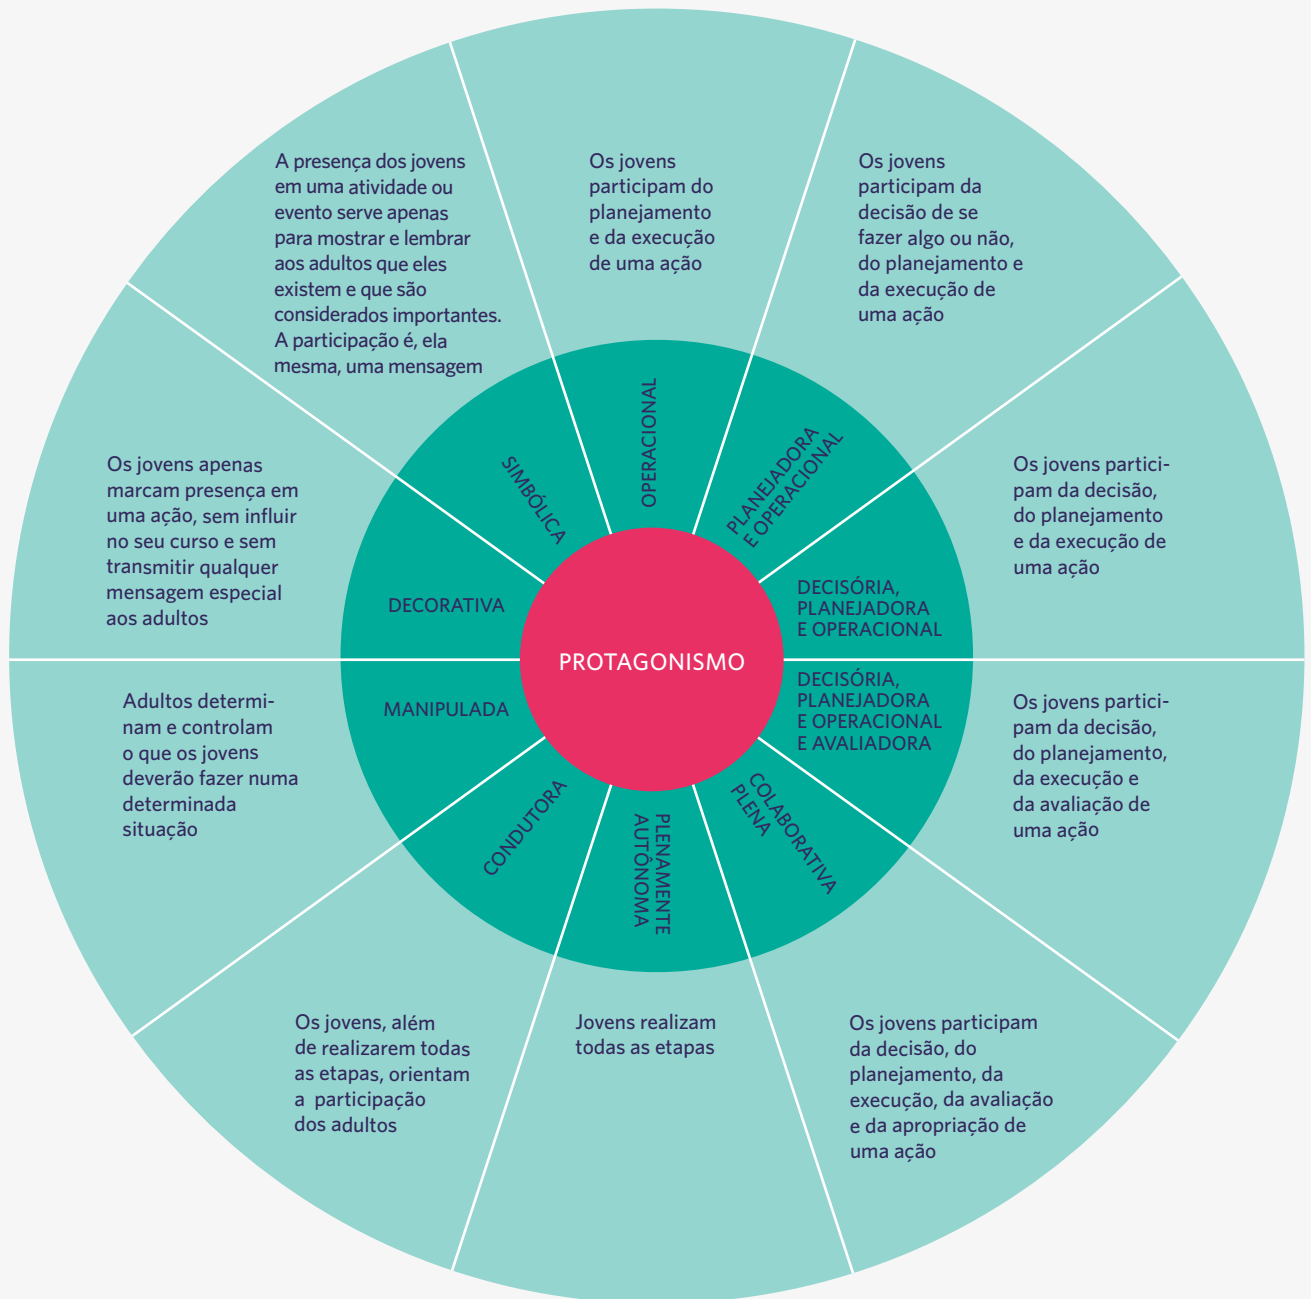 A presença dos jovens
em uma atividade ou
evento serve apenas
para mostrar e lembrar
aos adultos que eles
existem e que são
considerados importantes.
A participação é, ela
mesma, uma mensagem
Os jovens
participam do
planejamento
e da execução
de uma ação
Os jovens
participam da
decisão de se
fazer algo ou não,
do planejamento e
da execução de
uma ação
Os jovens apenas
marcam presença em
uma ação, sem influir
no seu curso e sem
transmitir qualquer
mensagem especial
aos adultos
SIMBÓLICA
OPERACIONAL
PLANEJADORA
E OPERACIONAL
Os jovens partici-
pam da decisão,
do planejamento
e da execução de
uma ação
DECORATIVA
DECISÓRIA,
PLANEJADORA
E OPERACIONAL
PROTAGONISMO
Adultos determi-
nam e controlam
o que os jovens
deverão fazer numa
determinada
situação
MANIPULADA
DECISÓRIA,
PLANEJADORA
E OPERACIONAL
E AVALIADORA
Os jovens partici-
pam da decisão,
do planejamento,
da execução e
da avaliação de
uma ação
CONDUTORA
PLENAMENTE
AUTÔNOMA
COLABORATIVA
PLENA
Os jovens, além
de realizarem todas
as etapas, orientam
a participação
dos adultos
Jovens realizam
todas as etapas
Os jovens participam
da decisão, do
planejamento, da
execução, da avaliação
e da apropriação de
uma ação